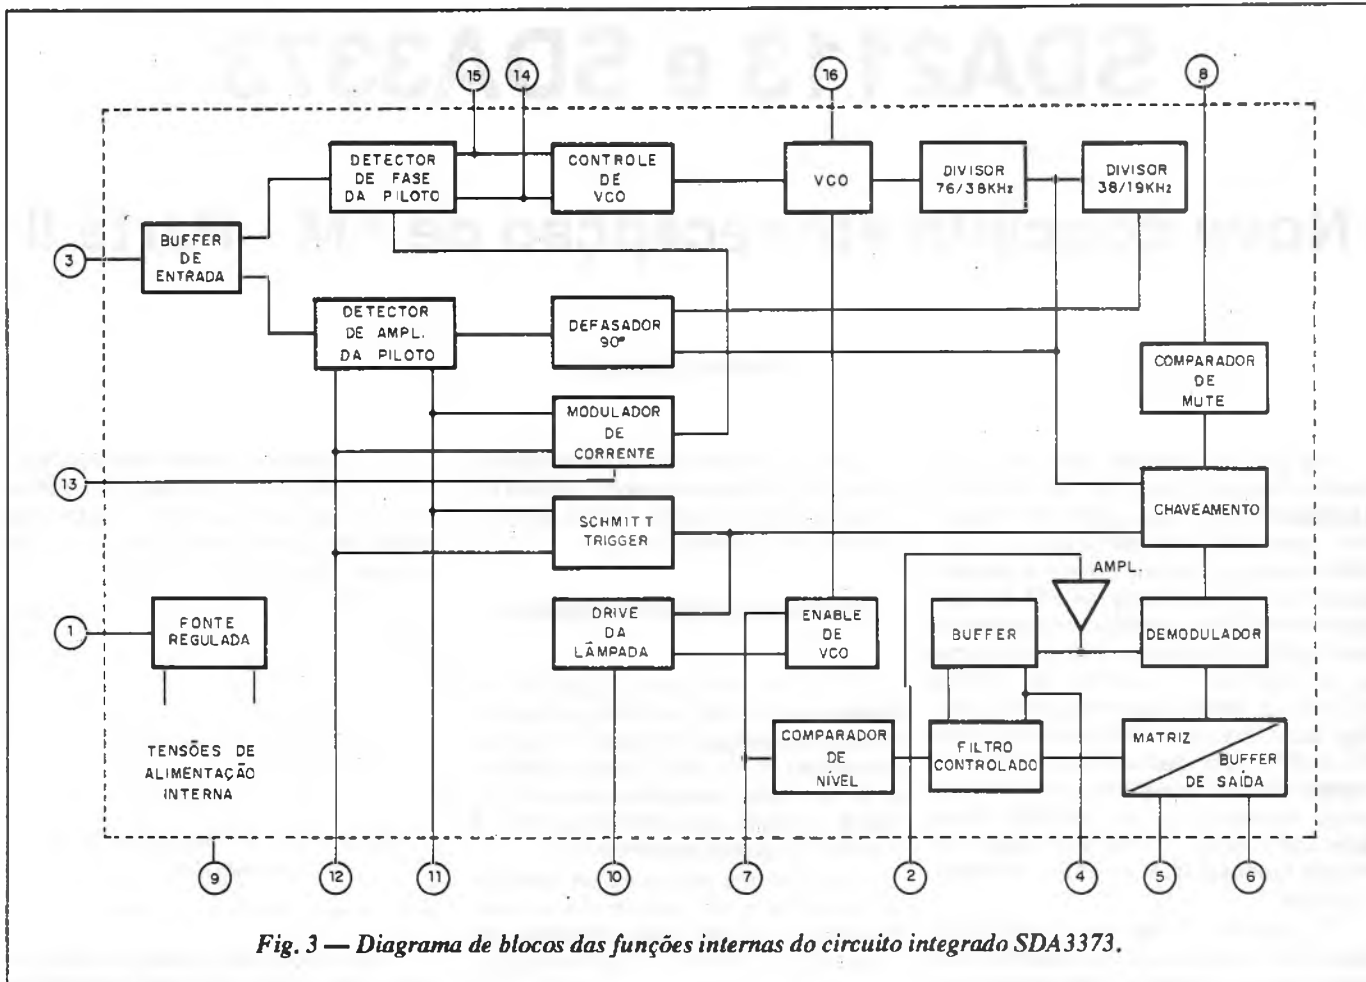 15
14
16
8
DETECTOR
DE FASE
DA PILOTO
CONTROLE
DE
VCO
VCO
DIVISOR
76/38KHz
DIVISOR
38/19KHz
3
BUFFER
DE
ENTRADA
DETECTOR
DE AMPL.
DA PILOTO
DEFASADOR
90°
COMPARADOR
DE
MUTE
MODULADOR
DE
CORRENTE
13
CHAVEAMENTO
SCHMITT
TRIGGER
AMPL.
1
FONTE
REGULADA
DRIVE
DA
LÂMPADA
ENABLE
DE
VCO
BUFFER
DEMODULADOR
TENSÕES DE
ALIMENTAÇÃO
INTERNA
COMPARADOR
DE
NÍVEL
FILTRO
CONTROLADO
MATRIZ
BUFFER
DE SAÍDA
9
12
11
10
7
2
4
5
6
Fig. 3 — Diagrama de blocos das funções internas do circuito integrado SDA3373.